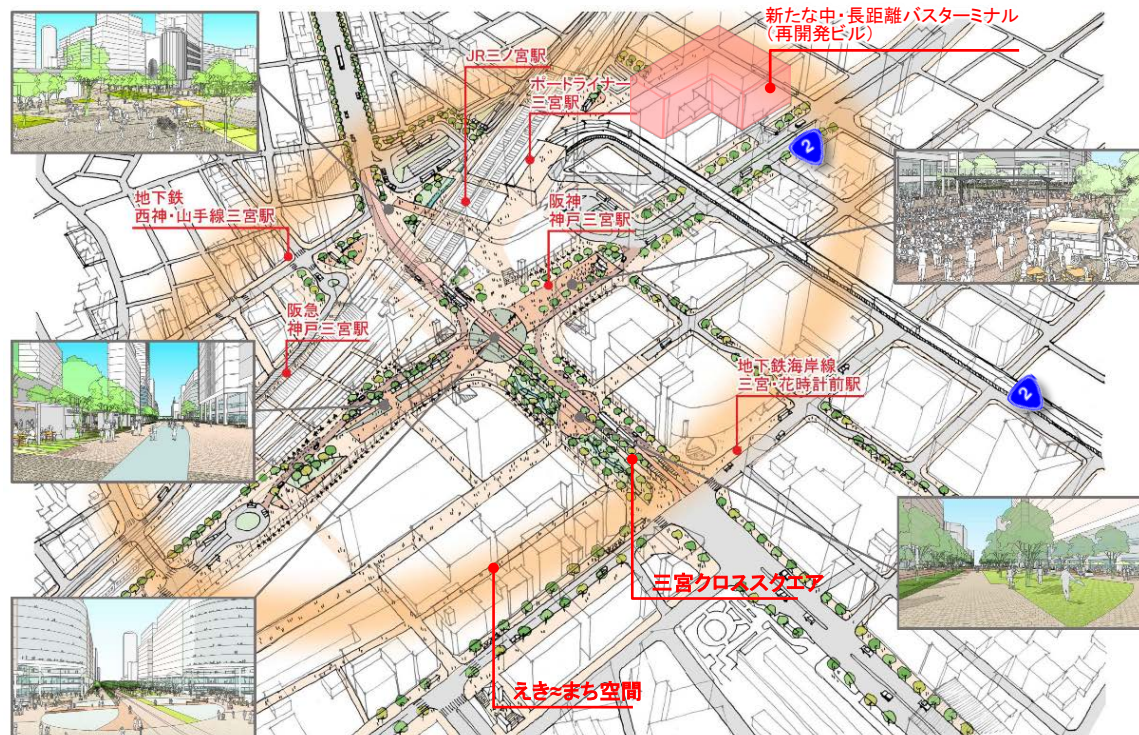 新たな中・長距離バスターミナル
(再開発ビル)
JR三ノ宮駅
ポートライナー
三宮駅
2
地下鉄
西神・山手線三宮駅
阪神
神戸三宮駅
阪急
神戸三宮駅
地下鉄海岸線
三宮・花時計前駅
2
三宮クロススクエア
えき≈まち空間